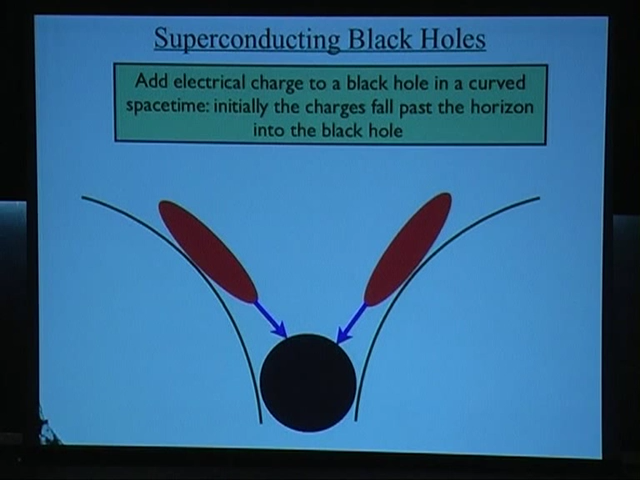 Superconducting Black Holes
Add electrical charge to a black hole in a curved
spacetime: initially the charges fall past the horizon
into the black hole